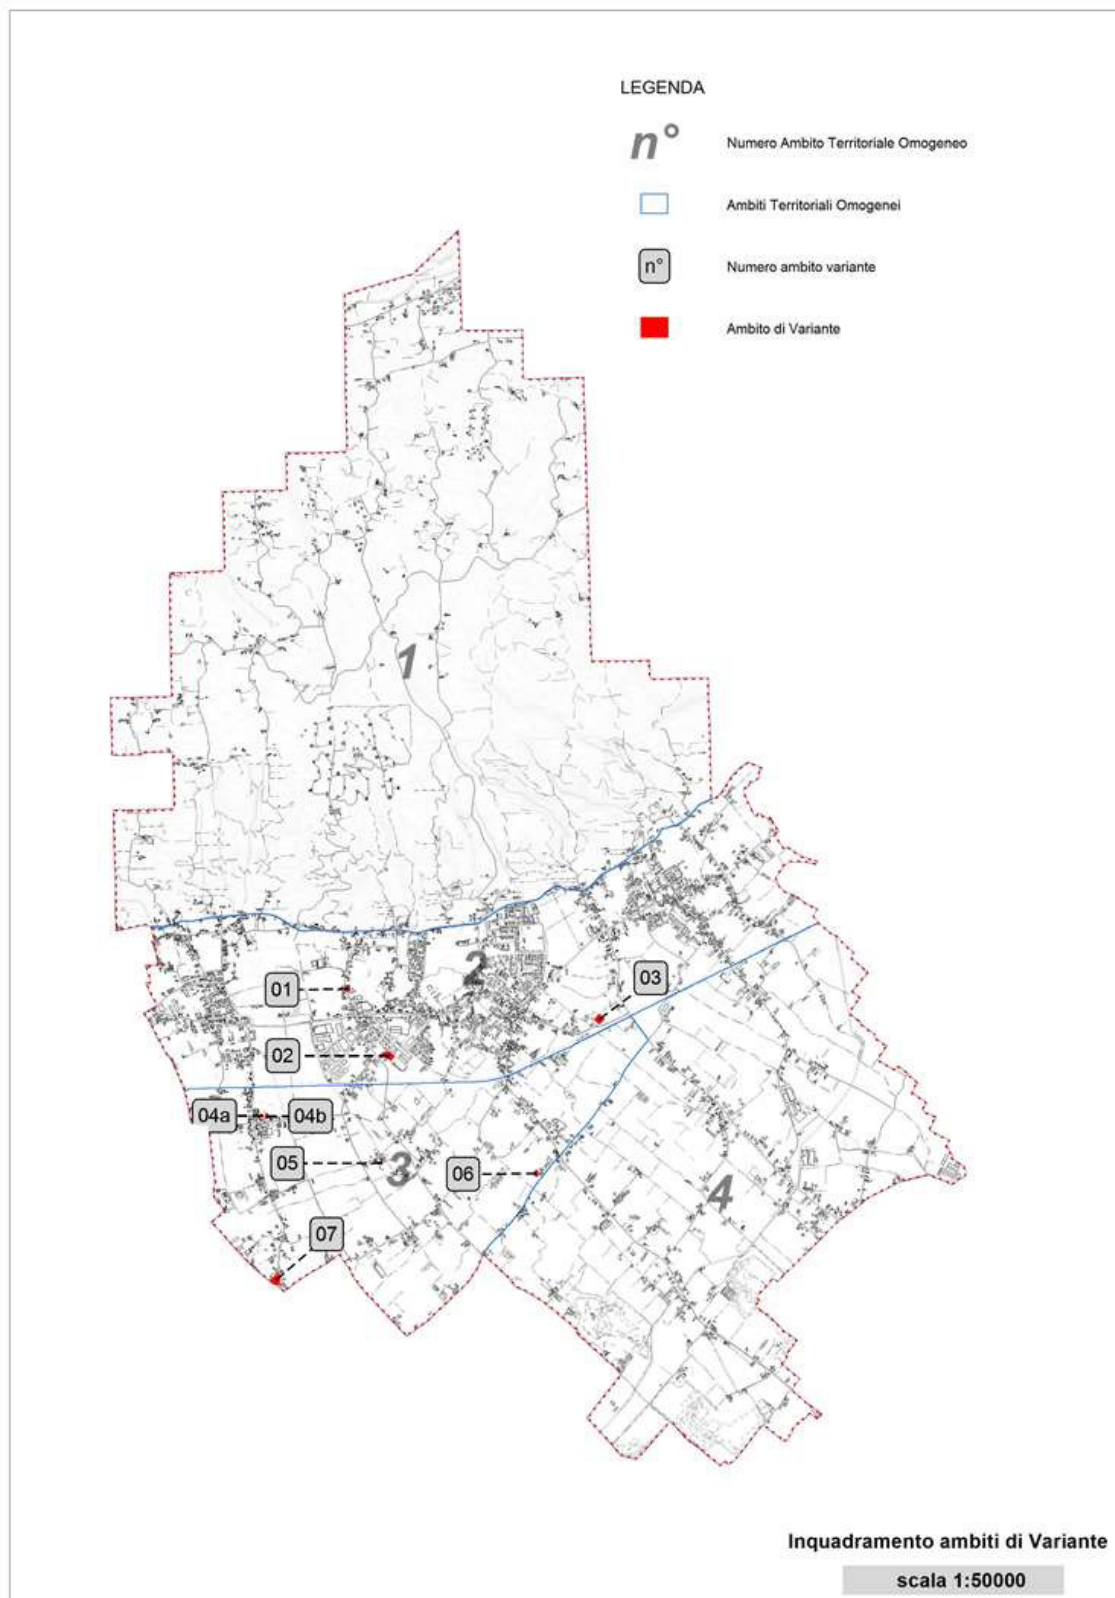 LEGENDA
n° Numero Ambito Territoriale Omogeneo
Ambiti Territoriali Omogenei
n° Numero ambito variante
Ambito di Variante
1
2
01
03
02
04a
04b
05
3
06
4
07
Inquadramento ambiti di Variante
scala 1:50000